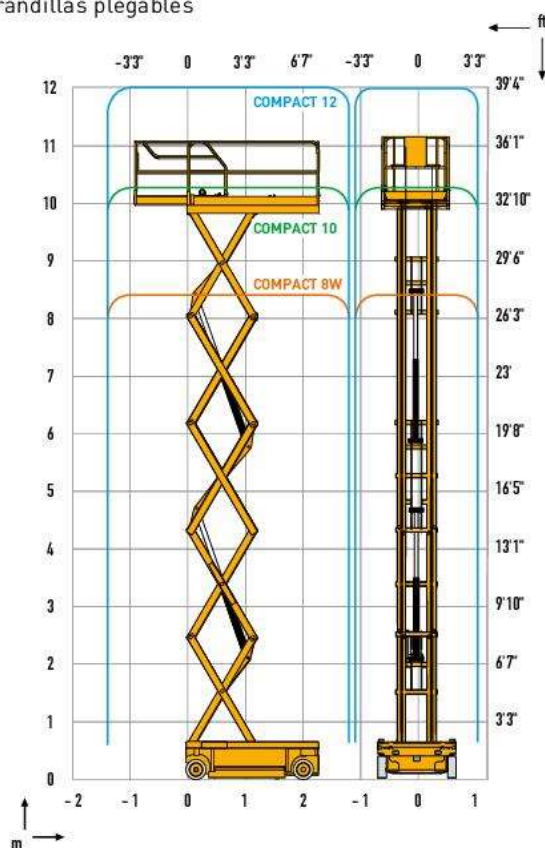 randillas plegables
ft
-3'3" 0 3'3" 6'7" -3'3" 0 3'3"
12 39'4"
COMPACT 12
11 36'1"
10 32'10"
COMPACT 10
9 29'6"
COMPACT 8W
8 26'3"
7 23'
6 19'8"
5 16'5"
4 13'1"
3 9'10"
2 6'7"
1 3'3"
0
-2 -1 0 1 2 -1 0 1
m